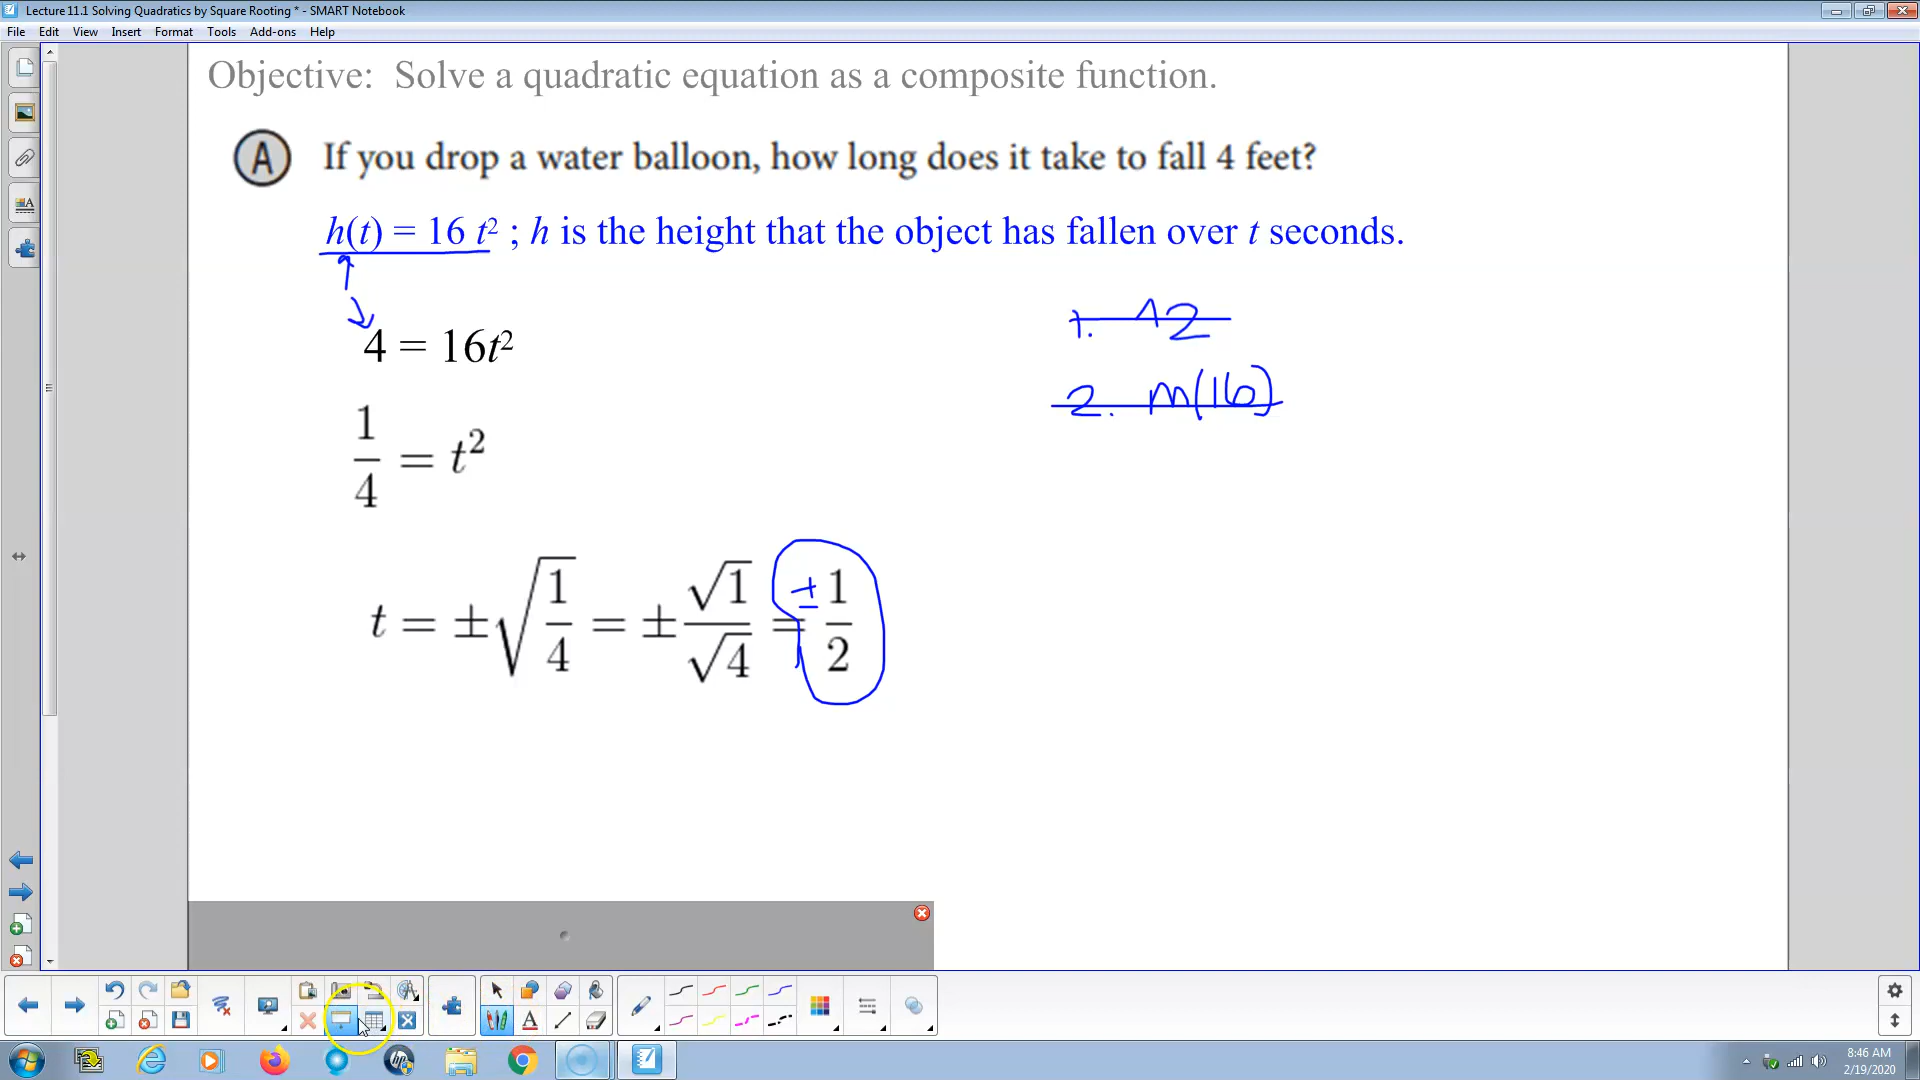 Lecture 11.1 Solving Quadratics by Square Rooting * - SMART Notebook
File Edit View Insert Format Tools Add-ons Help
Objective: Solve a quadratic equation as a composite function.
A If you drop a water balloon, how long does it take to fall 4 feet?
h(t) = 16 t² ; h is the height that the object has fallen over t seconds.
1. ^2
4 = 16t²
2. m(16)
1/4 = t²
t = ±√(1/4) = ± √1/√4 = ± 1/2
8:46 AM
2/19/2020